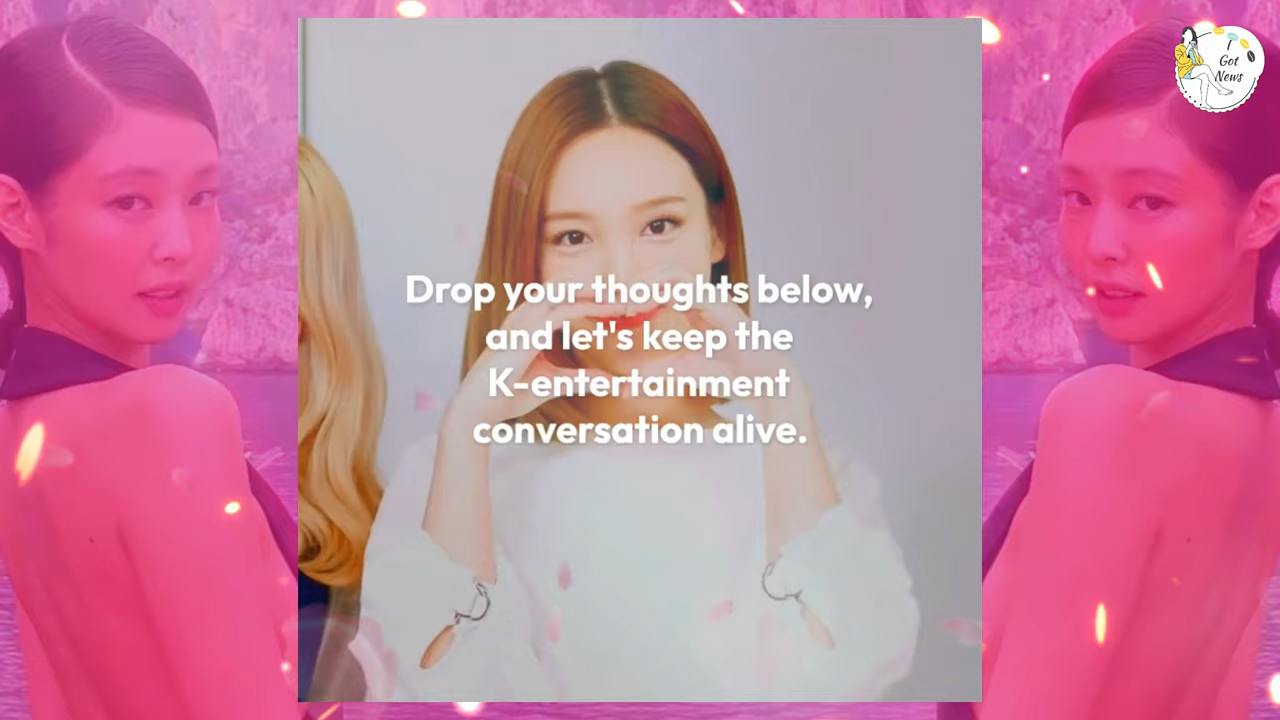 I
Got
News
Drop your thoughts below,
and let's keep the
K-entertainment
conversation alive.